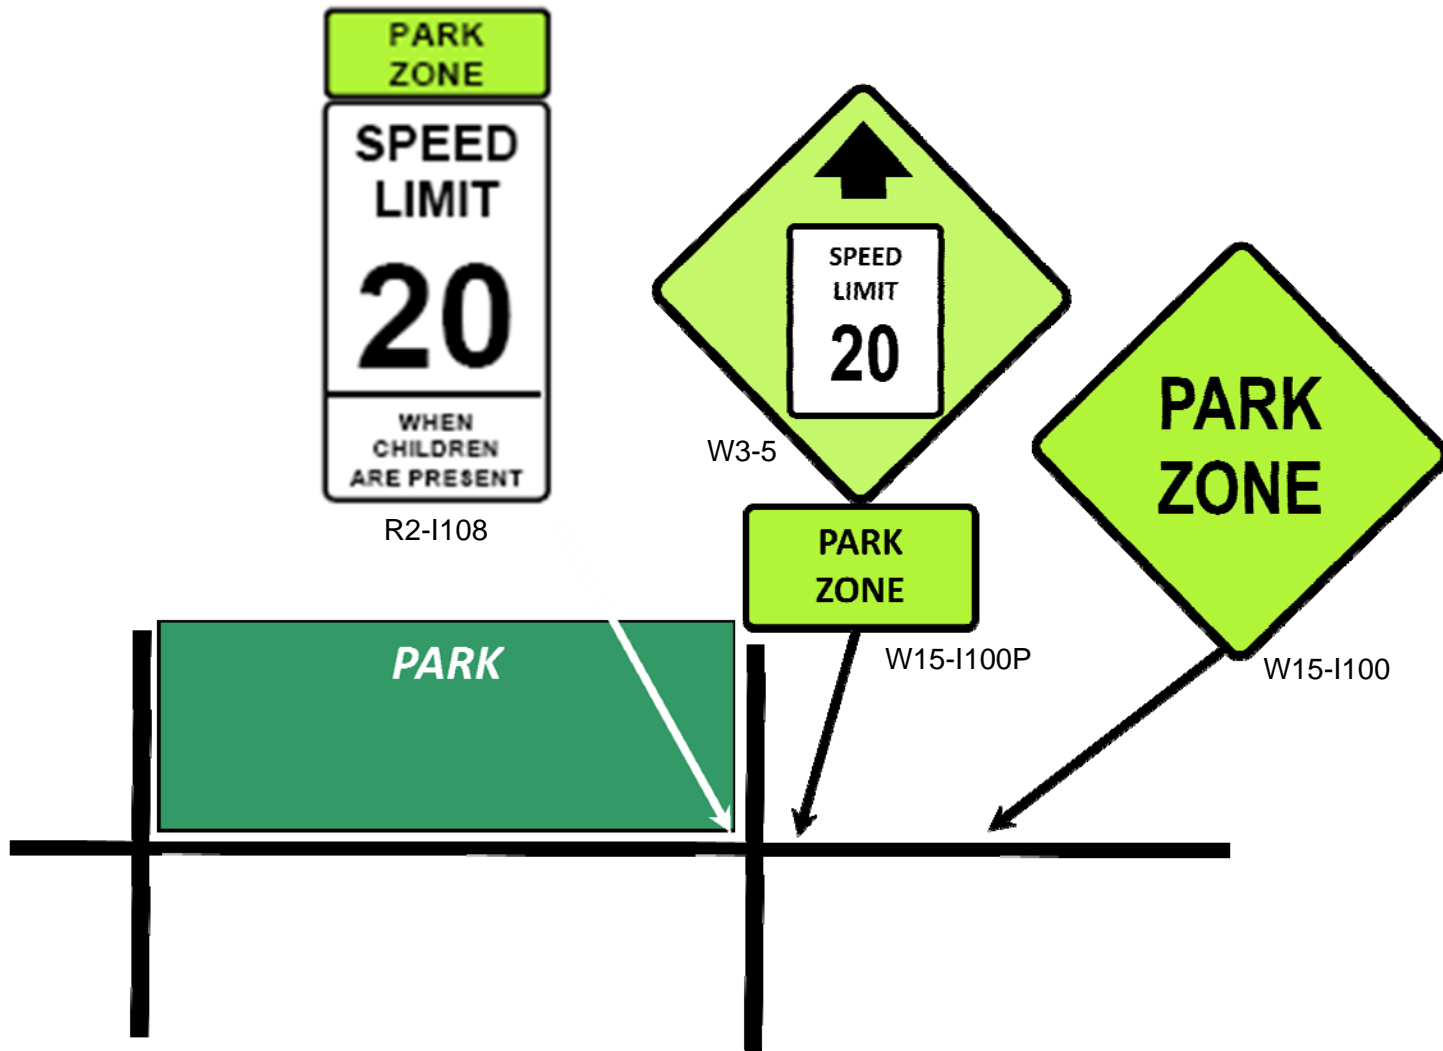 PARK
ZONE
SPEED
LIMIT
20
WHEN
CHILDREN
ARE PRESENT
R2-I108
SPEED
LIMIT
20
W3-5
PARK
ZONE
W15-I100P
PARK
ZONE
W15-I100
PARK